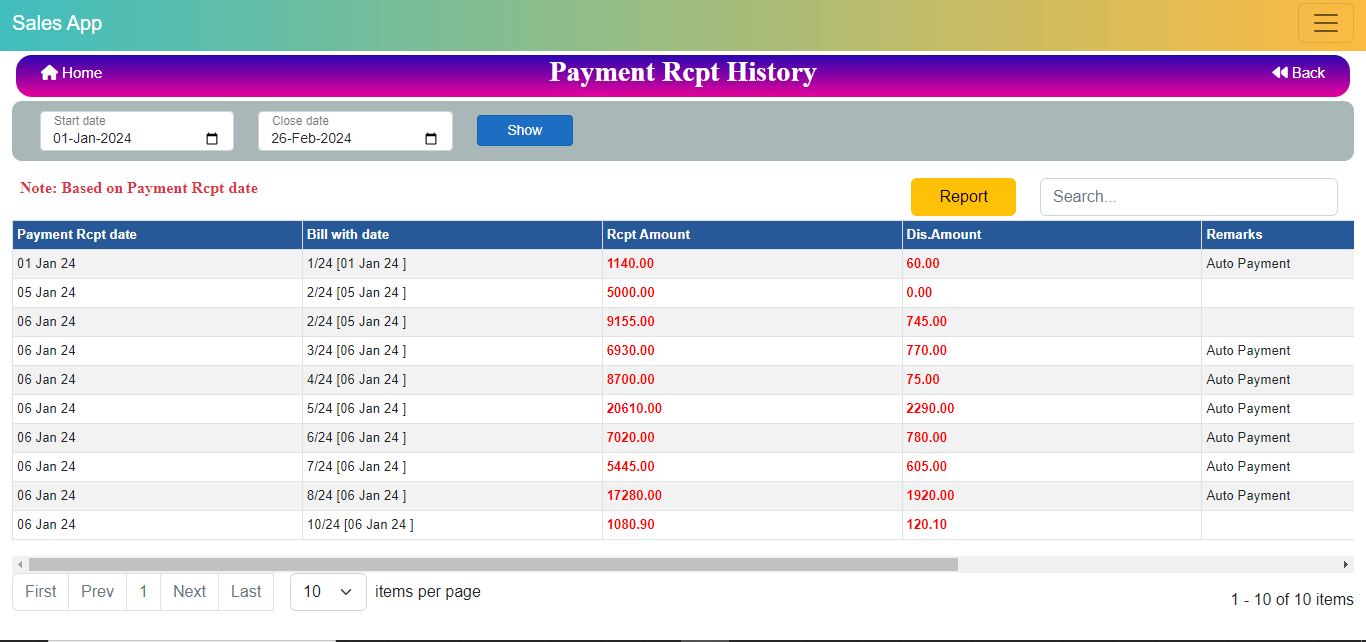 Sales App
Home Payment Rcpt History Back
Start date Close date
01-Jan-2024 26-Feb-2024 Show
Note: Based on Payment Rcpt date Report Search...
Payment Rcpt date Bill with date Rcpt Amount Dis.Amount Remarks
01 Jan 24 1/24 [01 Jan 24 ] 1140.00 60.00 Auto Payment
05 Jan 24 2/24 [05 Jan 24 ] 5000.00 0.00
06 Jan 24 2/24 [05 Jan 24 ] 9155.00 745.00
06 Jan 24 3/24 [06 Jan 24 ] 6930.00 770.00 Auto Payment
06 Jan 24 4/24 [06 Jan 24 ] 8700.00 75.00 Auto Payment
06 Jan 24 5/24 [06 Jan 24 ] 20610.00 2290.00 Auto Payment
06 Jan 24 6/24 [06 Jan 24 ] 7020.00 780.00 Auto Payment
06 Jan 24 7/24 [06 Jan 24 ] 5445.00 605.00 Auto Payment
06 Jan 24 8/24 [06 Jan 24 ] 17280.00 1920.00 Auto Payment
06 Jan 24 10/24 [06 Jan 24 ] 1080.90 120.10
First Prev 1 Next Last 10 items per page
1 - 10 of 10 items